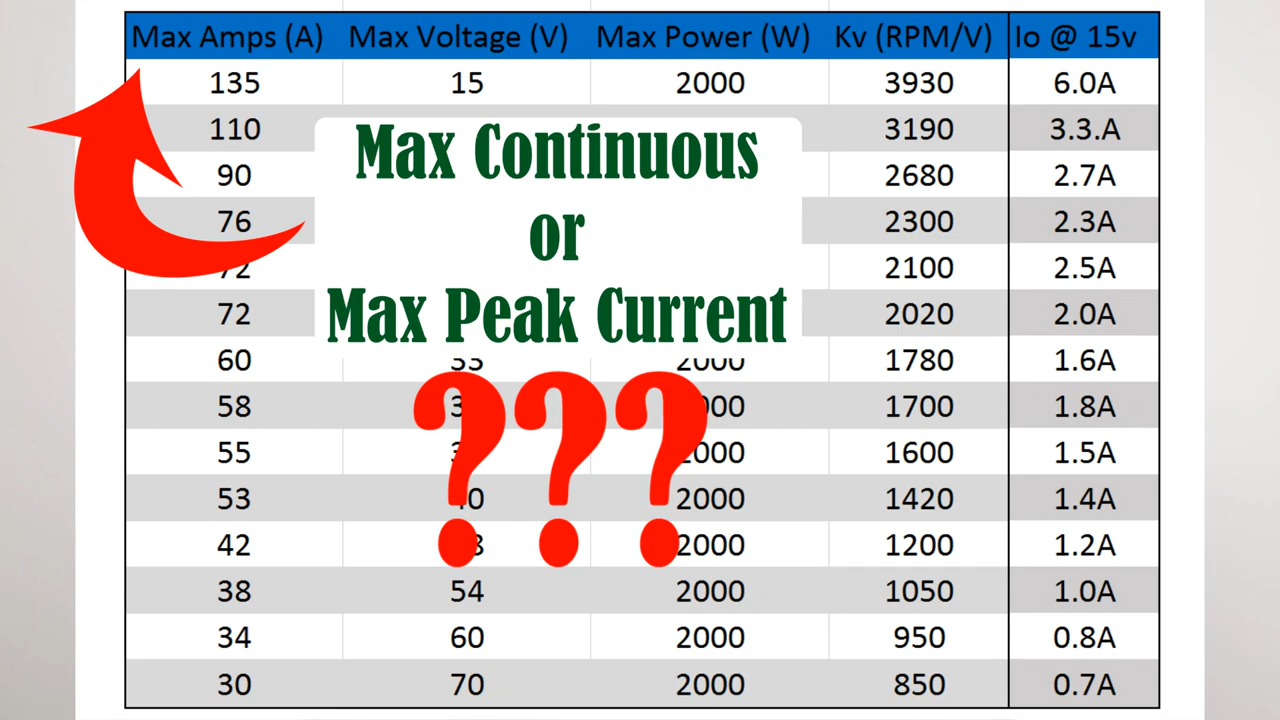 Max Amps (A) Max Voltage (V) Max Power (W) Kv (RPM/V) Io @ 15v
135 15 2000 3930 6.0A
110 3190 3.3.A
90 2680 2.7A
76 2300 2.3A
72 2100 2.5A
72 2020 2.0A
Max Continuous
or
Max Peak Current
60 35 2000 1780 1.6A
58 1700 1.8A
55 2000 1600 1.5A
53 2000 1420 1.4A
42 2000 1200 1.2A
38 54 2000 1050 1.0A
34 60 2000 950 0.8A
30 70 2000 850 0.7A
???